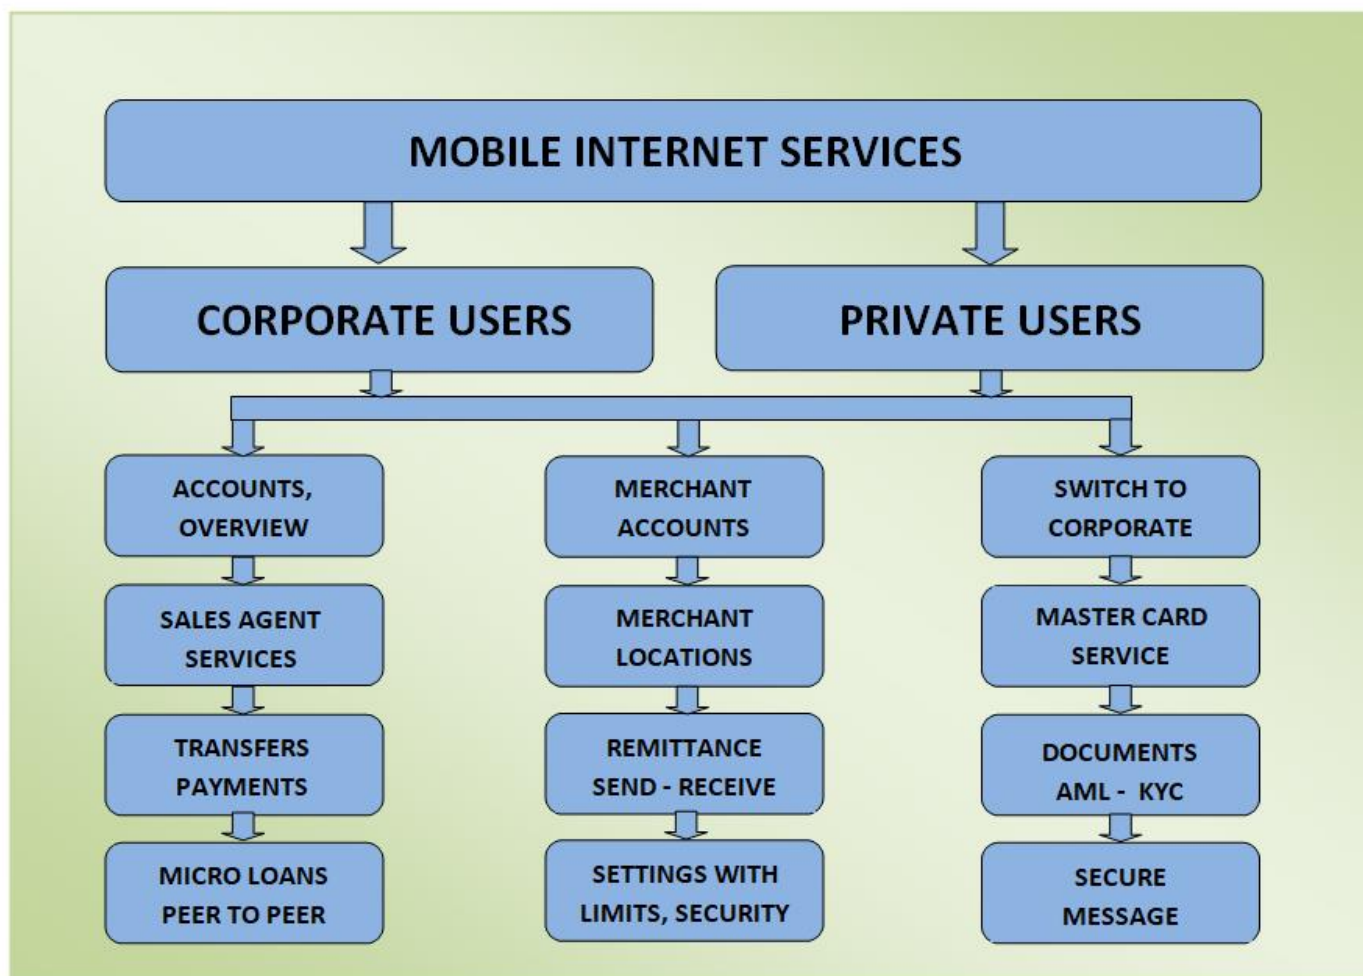 MOBILE INTERNET SERVICES
CORPORATE USERS
PRIVATE USERS
ACCOUNTS,
OVERVIEW
MERCHANT
ACCOUNTS
SWITCH TO
CORPORATE
SALES AGENT
SERVICES
MERCHANT
LOCATIONS
MASTER CARD
SERVICE
TRANSFERS
PAYMENTS
REMITTANCE
SEND - RECEIVE
DOCUMENTS
AML - KYC
MICRO LOANS
PEER TO PEER
SETTINGS WITH
LIMITS, SECURITY
SECURE
MESSAGE